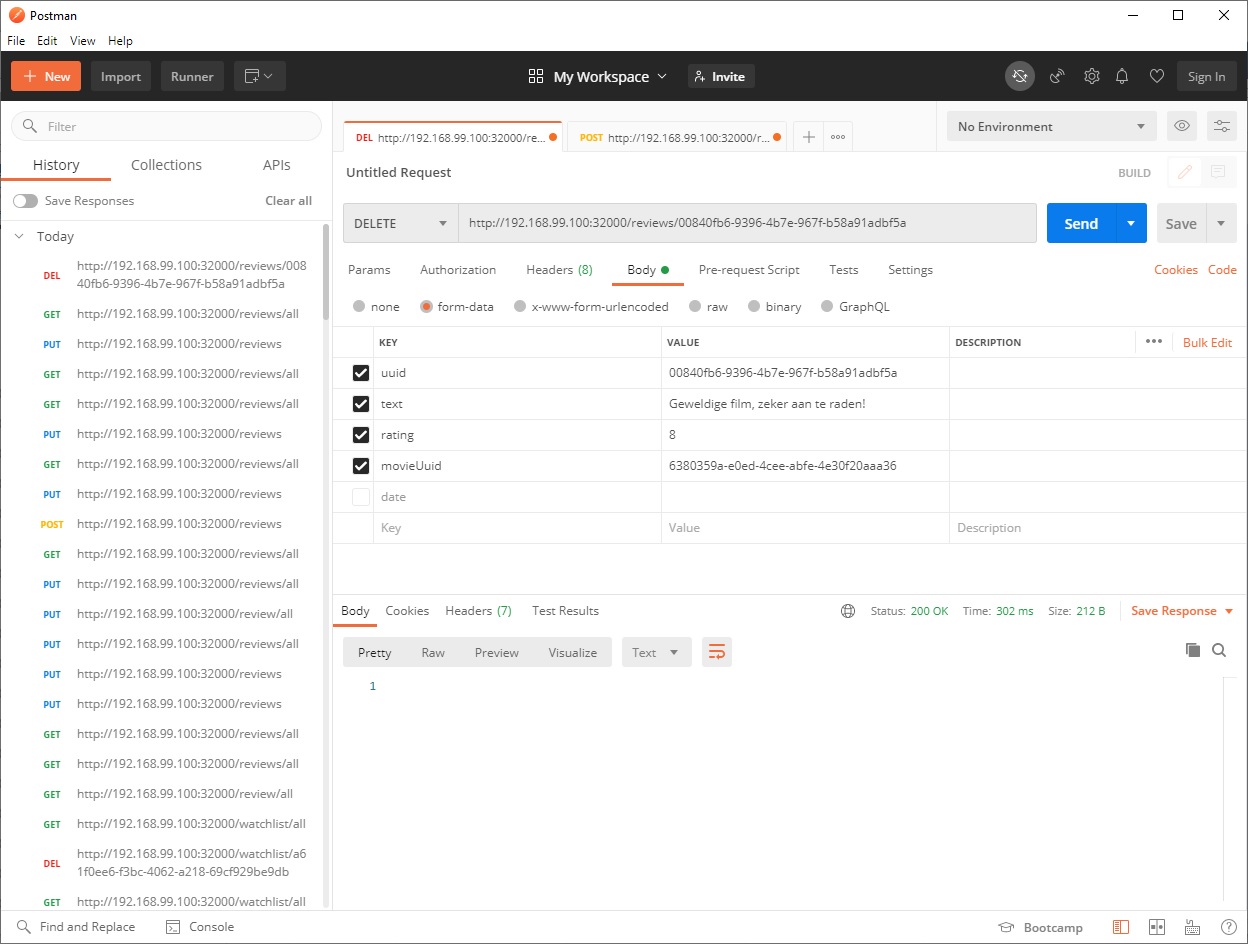 Postman
File Edit View Help
New Import Runner My Workspace Invite Sign In
Filter
History Collections APIs
Save Responses Clear all
Today
DEL http://192.168.99.100:32000/reviews/008
40fb6-9396-4b7e-967f-b58a91adbf5a
GET http://192.168.99.100:32000/reviews/all
PUT http://192.168.99.100:32000/reviews
GET http://192.168.99.100:32000/reviews/all
GET http://192.168.99.100:32000/reviews/all
PUT http://192.168.99.100:32000/reviews
GET http://192.168.99.100:32000/reviews/all
PUT http://192.168.99.100:32000/reviews
POST http://192.168.99.100:32000/reviews
GET http://192.168.99.100:32000/reviews/all
PUT http://192.168.99.100:32000/reviews/all
PUT http://192.168.99.100:32000/review/all
PUT http://192.168.99.100:32000/reviews/all
PUT http://192.168.99.100:32000/reviews
PUT http://192.168.99.100:32000/reviews
GET http://192.168.99.100:32000/reviews/all
GET http://192.168.99.100:32000/reviews/all
GET http://192.168.99.100:32000/review/all
GET http://192.168.99.100:32000/watchlist/all
DEL http://192.168.99.100:32000/watchlist/a6
1f0ee6-f3bc-4062-a218-69cf929be9db
GET http://192.168.99.100:32000/watchlist/all
DEL http://192.168.99.100:32000/re... POST http://192.168.99.100:32000/r... No Environment
Untitled Request BUILD
DELETE http://192.168.99.100:32000/reviews/00840fb6-9396-4b7e-967f-b58a91adbf5a Send Save
Params Authorization Headers (8) Body Pre-request Script Tests Settings Cookies Code
none form-data x-www-form-urlencoded raw binary GraphQL
KEY VALUE DESCRIPTION Bulk Edit
uuid 00840fb6-9396-4b7e-967f-b58a91adbf5a
text Geweldige film, zeker aan te raden!
rating 8
movieUuid 6380359a-e0ed-4cee-abfe-4e30f20aaa36
date
Key Value Description
Body Cookies Headers (7) Test Results Status: 200 OK Time: 302 ms Size: 212 B Save Response
Pretty Raw Preview Visualize Text
1
Find and Replace Console Bootcamp